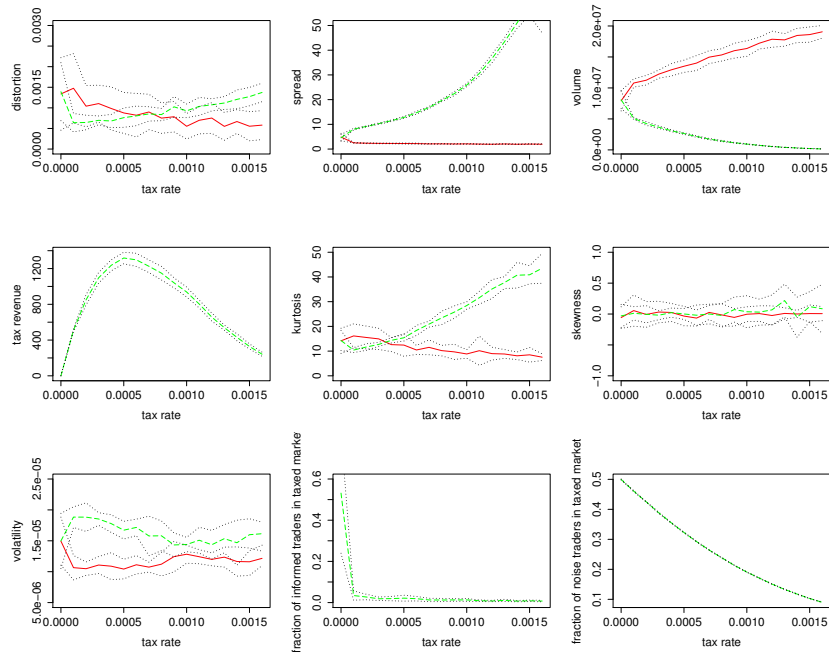 distortion
0.0000 0.0015 0.0030
0.0000 0.0005 0.0010 0.0015
tax rate
spread
0 10 20 30 40 50
0.0000 0.0005 0.0010 0.0015
tax rate
volume
0.0e+00 1.0e+07 2.0e+07
0.0000 0.0005 0.0010 0.0015
tax rate
tax revenue
0 400 800 1200
0.0000 0.0005 0.0010 0.0015
tax rate
kurtosis
0 10 20 30 40 50
0.0000 0.0005 0.0010 0.0015
tax rate
skewness
−1.0 0.0 0.5 1.0
0.0000 0.0005 0.0010 0.0015
tax rate
volatility
5.0e−06 1.5e−05 2.5e−05
0.0000 0.0005 0.0010 0.0015
tax rate
fraction of informed traders in taxed marke
0.0 0.2 0.4 0.6
0.0000 0.0005 0.0010 0.0015
tax rate
fraction of noise traders in taxed market
0.1 0.2 0.3 0.4 0.5
0.0000 0.0005 0.0010 0.0015
tax rate